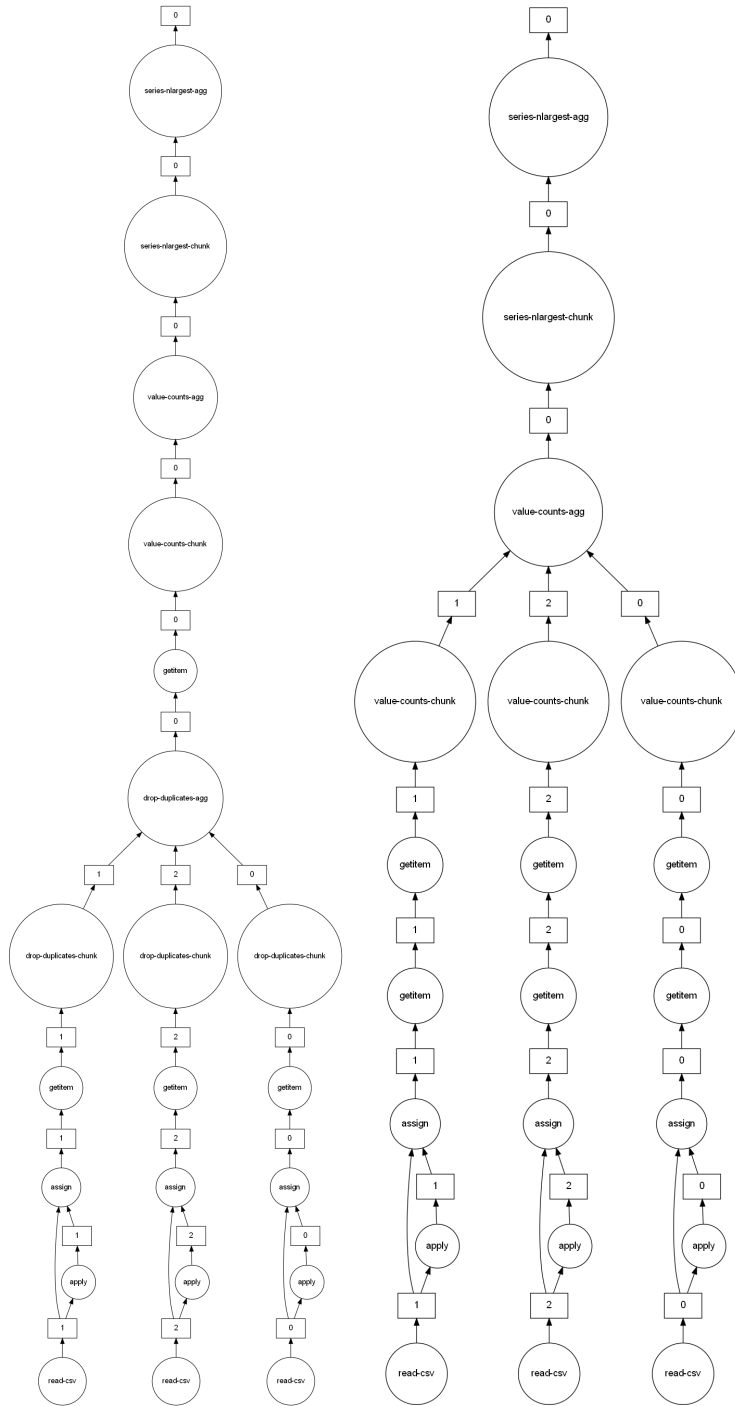 0
series-nlargest-agg
0
series-nlargest-chunk
0
value-counts-agg
0
value-counts-chunk
0
getitem
0
drop-duplicates-agg
1 2 0
drop-duplicates-chunk drop-duplicates-chunk drop-duplicates-chunk
1 2 0
getitem getitem getitem
1 2 0
assign assign assign
1 2 0
apply apply apply
1 2 0
read-csv read-csv read-csv
0
series-nlargest-agg
0
series-nlargest-chunk
0
value-counts-agg
1 2 0
value-counts-chunk value-counts-chunk value-counts-chunk
1 2 0
getitem getitem getitem
1 2 0
getitem getitem getitem
1 2 0
assign assign assign
1 2 0
apply apply apply
1 2 0
read-csv read-csv read-csv